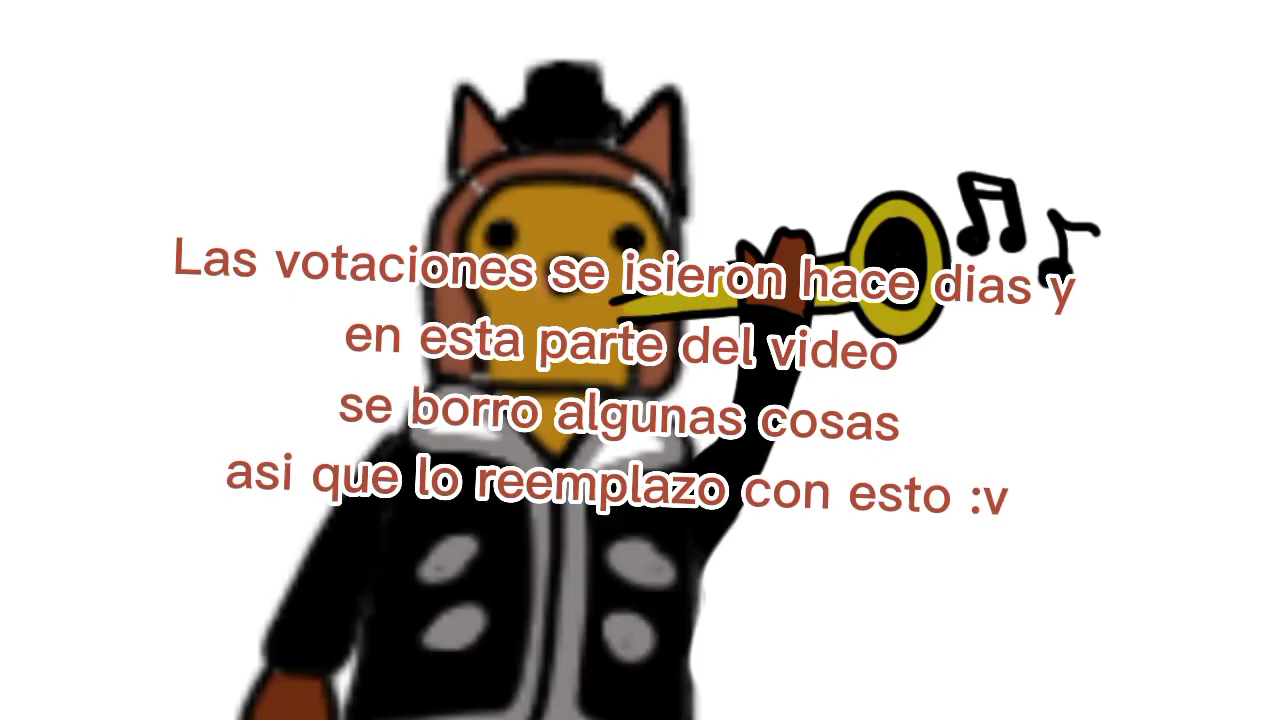 Las votaciones se isieron hace dias y
en esta parte del video
se borro algunas cosas
asi que lo reemplazo con esto :v